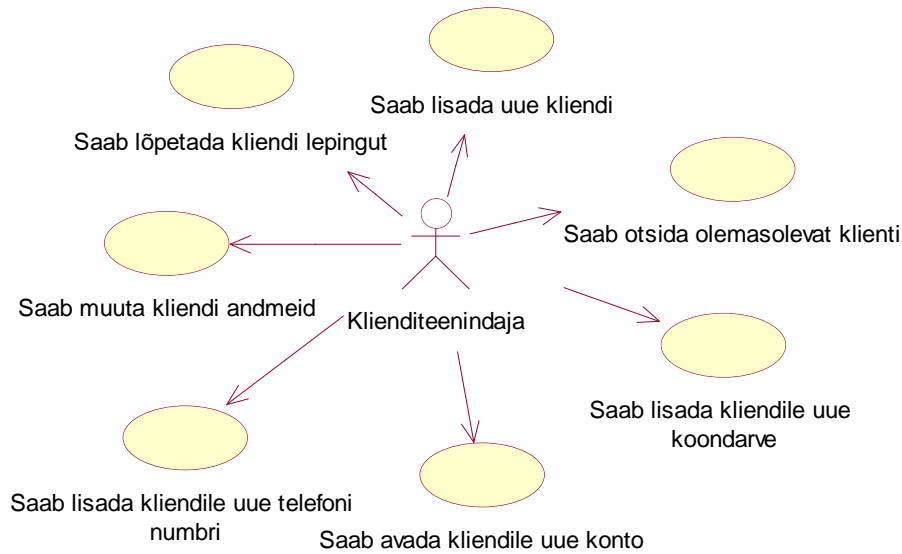 Saab lisada uue kliendi
Saab lõpetada kliendi lepingut
Saab otsida olemasolevat klienti
Saab muuta kliendi andmeid
Klienditeenindaja
Saab lisada kliendile uue
koondarve
Saab lisada kliendile uue telefoni
numbri
Saab avada kliendile uue konto